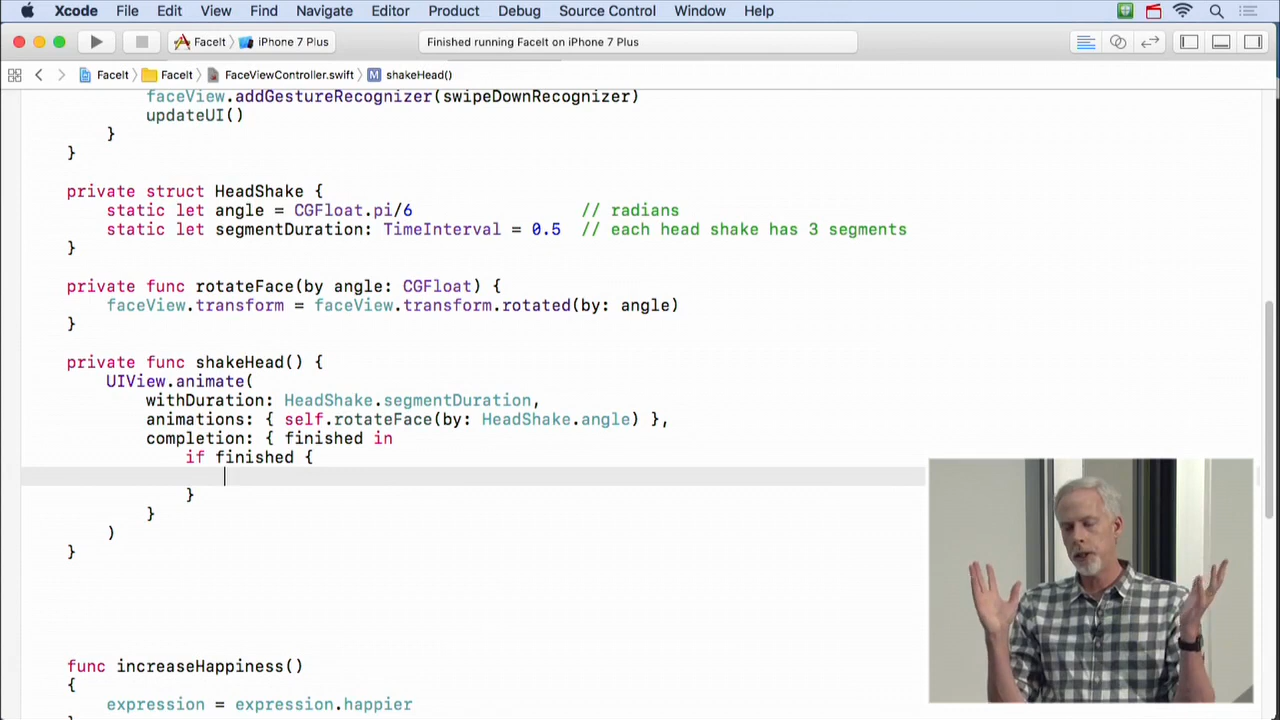 Xcode File Edit View Find Navigate Editor Product Debug Source Control Window Help
FaceIt iPhone 7 Plus Finished running FaceIt on iPhone 7 Plus
FaceIt FaceIt FaceViewController.swift M shakeHead()
faceView.addGestureRecognizer(swipeDownRecognizer)
updateUI()
}
}
private struct HeadShake {
static let angle = CGFloat.pi/6 // radians
static let segmentDuration: TimeInterval = 0.5 // each head shake has 3 segments
}
private func rotateFace(by angle: CGFloat) {
faceView.transform = faceView.transform.rotated(by: angle)
}
private func shakeHead() {
UIView.animate(
withDuration: HeadShake.segmentDuration,
animations: { self.rotateFace(by: HeadShake.angle) },
completion: { finished in
if finished {
}
}
)
}
func increaseHappiness()
{
expression = expression.happier